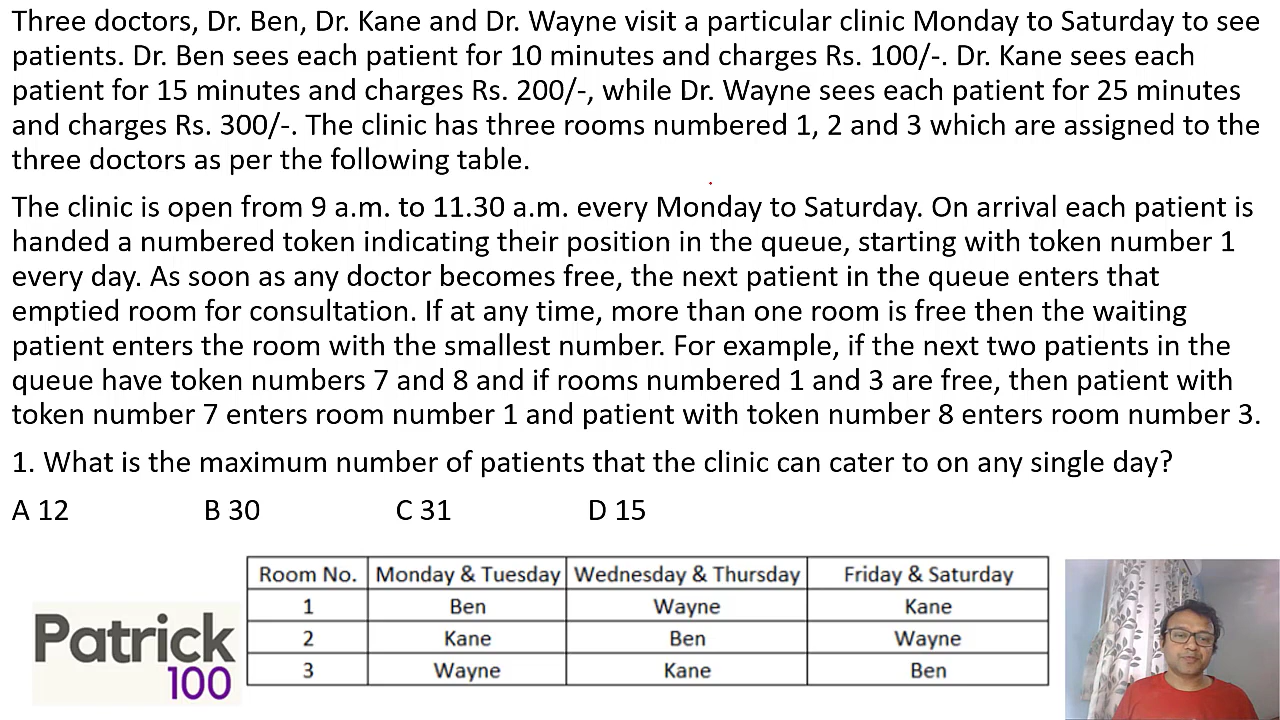 Three doctors, Dr. Ben, Dr. Kane and Dr. Wayne visit a particular clinic Monday to Saturday to see
patients. Dr. Ben sees each patient for 10 minutes and charges Rs. 100/-. Dr. Kane sees each
patient for 15 minutes and charges Rs. 200/-, while Dr. Wayne sees each patient for 25 minutes
and charges Rs. 300/-. The clinic has three rooms numbered 1, 2 and 3 which are assigned to the
three doctors as per the following table.
The clinic is open from 9 a.m. to 11.30 a.m. every Monday to Saturday. On arrival each patient is
handed a numbered token indicating their position in the queue, starting with token number 1
every day. As soon as any doctor becomes free, the next patient in the queue enters that
emptied room for consultation. If at any time, more than one room is free then the waiting
patient enters the room with the smallest number. For example, if the next two patients in the
queue have token numbers 7 and 8 and if rooms numbered 1 and 3 are free, then patient with
token number 7 enters room number 1 and patient with token number 8 enters room number 3.
1. What is the maximum number of patients that the clinic can cater to on any single day?
A 12 B 30 C 31 D 15
Room No. Monday & Tuesday Wednesday & Thursday Friday & Saturday
1 Ben Wayne Kane
2 Kane Ben Wayne
3 Wayne Kane Ben
Patrick
100